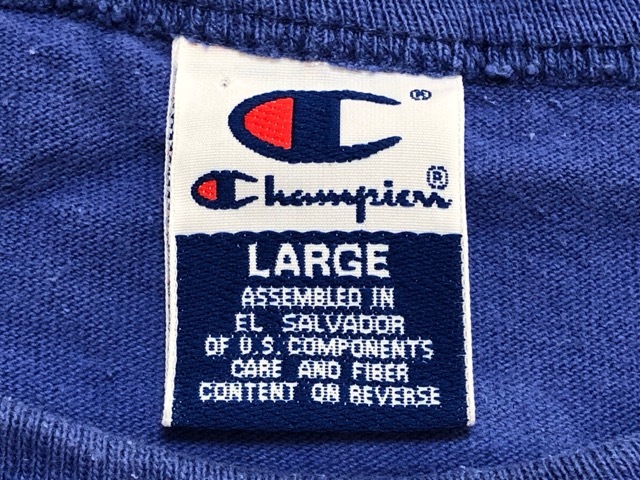 Champion®
LARGE
ASSEMBLED IN
EL SALVADOR
OF U.S. COMPONENTS
CARE AND FIBER
CONTENT ON REVERSE